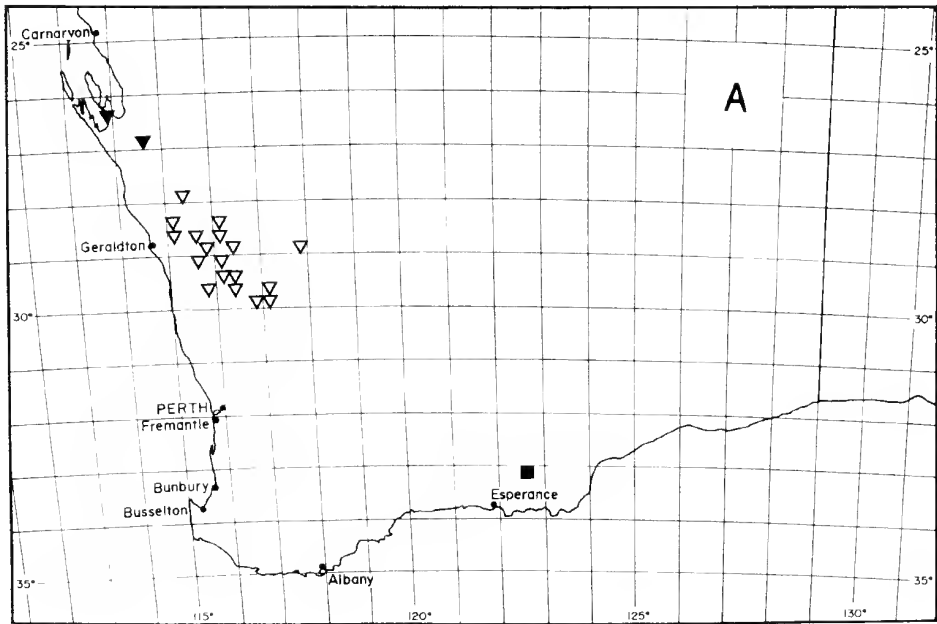 Carnarvon
25° 25°
A
Geraldton
30° 30°
PERTH
Fremantle
Bunbury
Esperance
Busselton
35° 35°
Albany
115° 120° 125° 130°